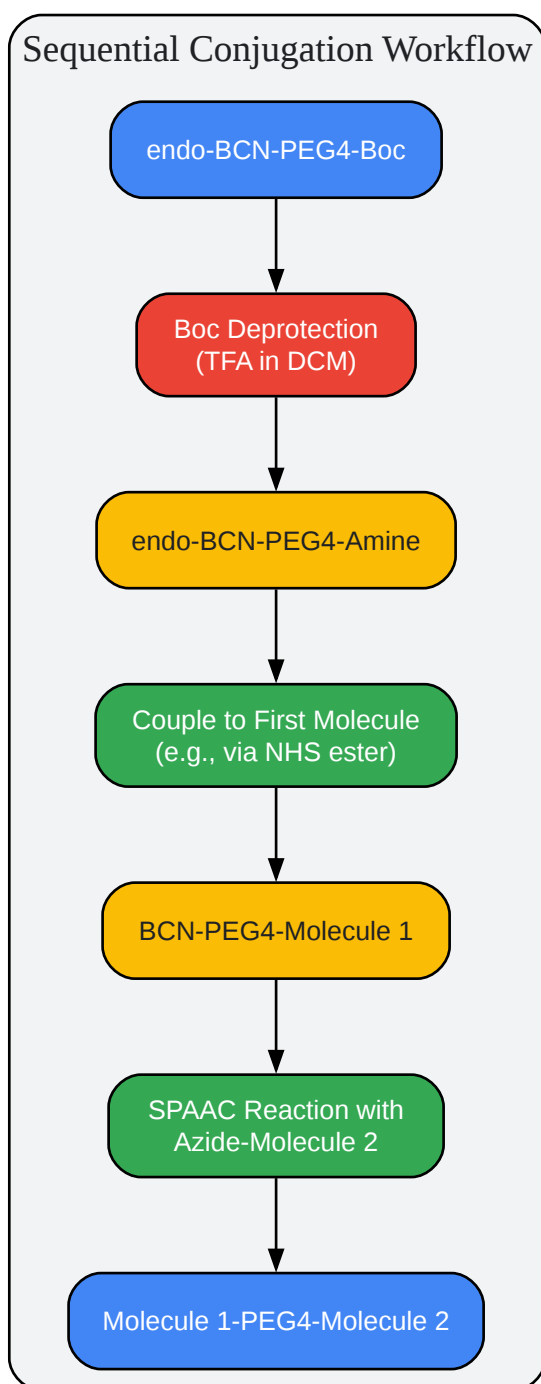 Sequential Conjugation Workflow
endo-BCN-PEG4-Boc
Boc Deprotection
(TFA in DCM)
endo-BCN-PEG4-Amine
Couple to First Molecule
(e.g., via NHS ester)
BCN-PEG4-Molecule 1
SPAAC Reaction with
Azide-Molecule 2
Molecule 1-PEG4-Molecule 2